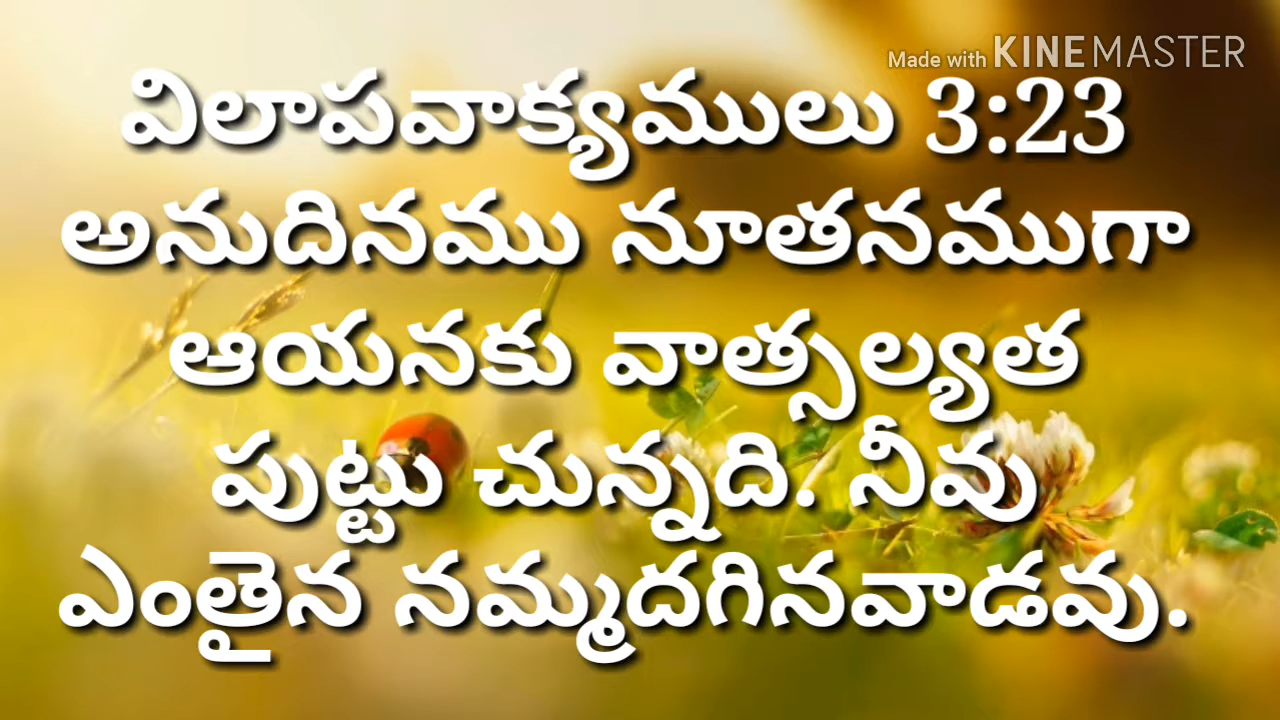 Made with KINEMASTER
విలాపవాక్యములు 3:23
అనుదినము నూతనముగా
ఆయనకు వాత్సల్యత
పుట్టు చున్నది. నీవు
ఎంతైన నమ్మదగినవాడవు.